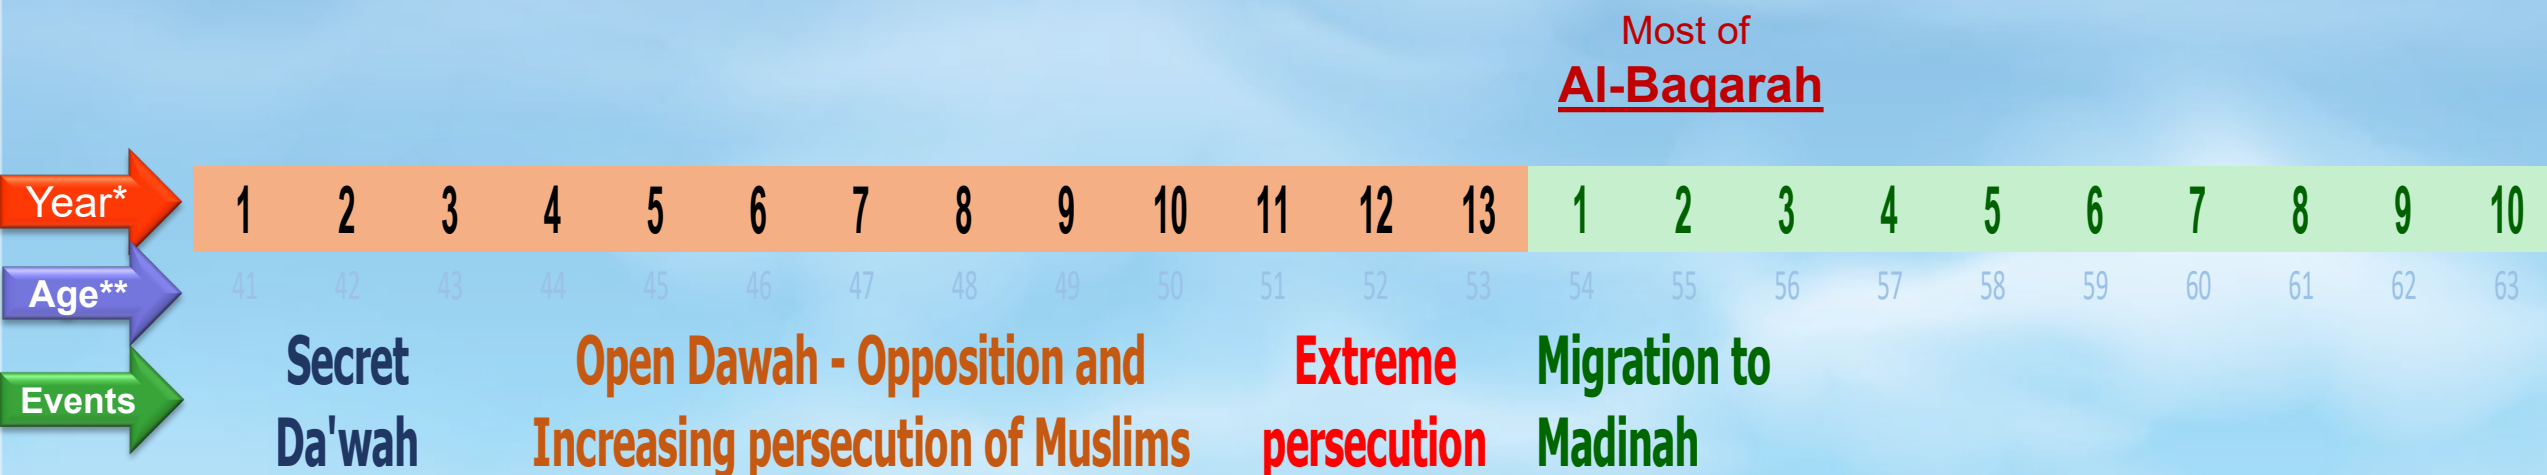 Most of
Al-Baqarah
Year* 1 2 3 4 5 6 7 8 9 10 11 12 13 1 2 3 4 5 6 7 8 9 10
Age** 41 42 43 44 45 46 47 48 49 50 51 52 53 54 55 56 57 58 59 60 61 62 63
Events
Secret
Da'wah
Open Dawah - Opposition and
Increasing persecution of Muslims
Extreme
persecution
Migration to
Madinah